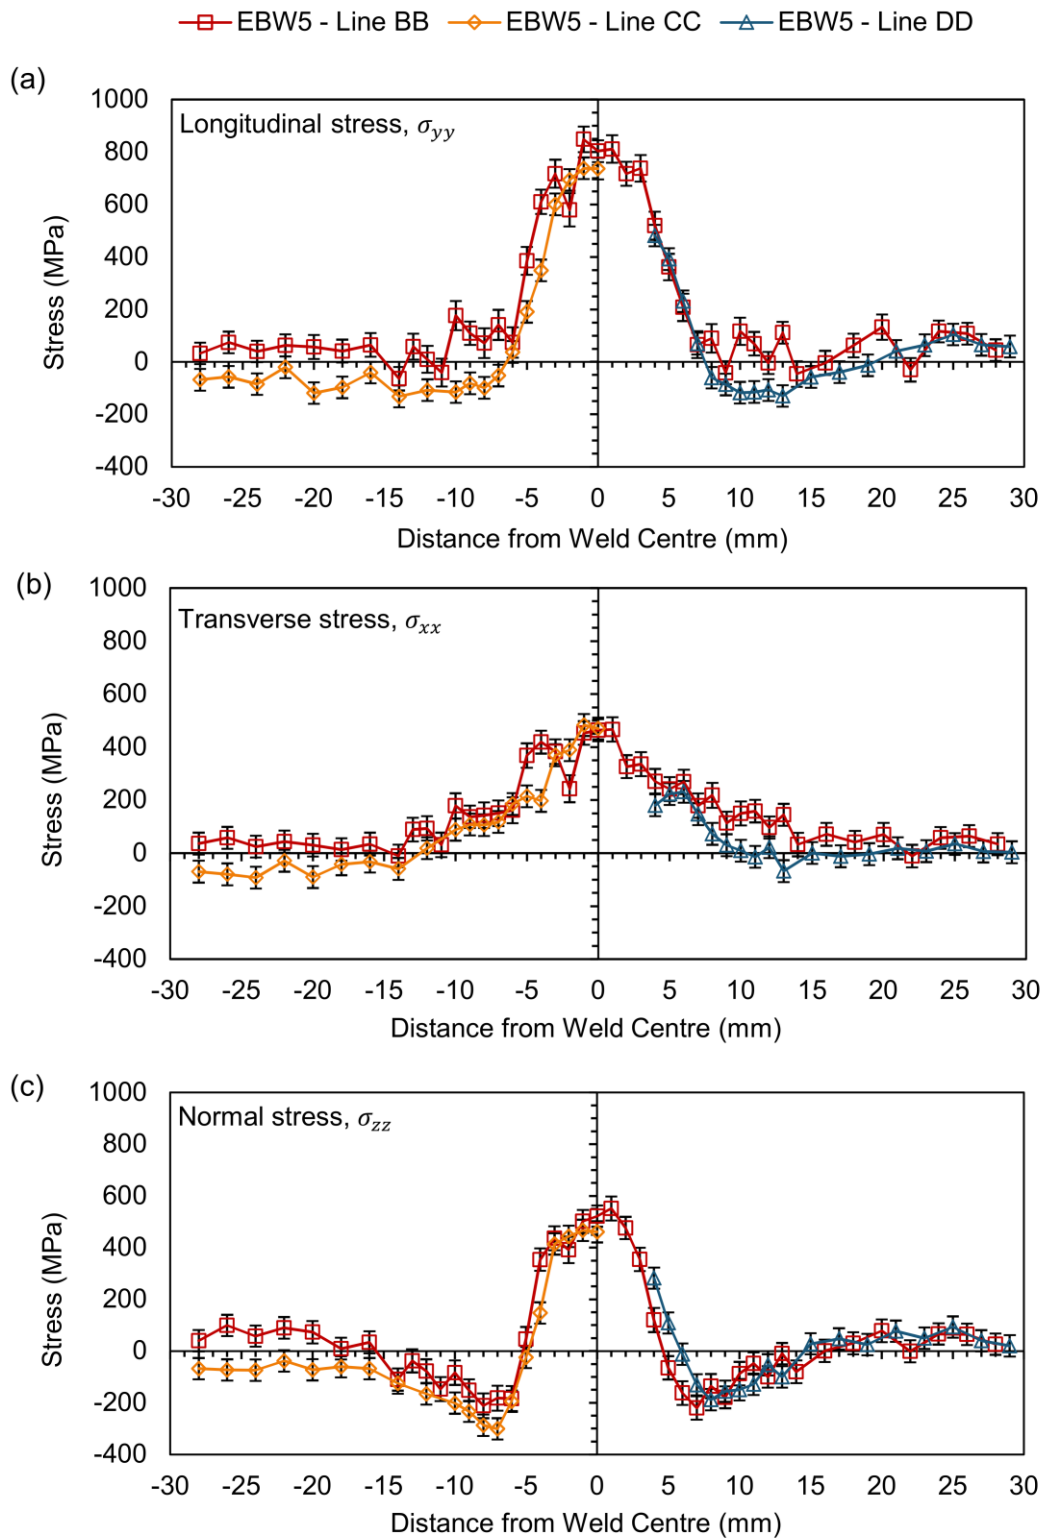 EBW5 - Line BB EBW5 - Line CC EBW5 - Line DD
(a)
Longitudinal stress, σyy
1000
800
600
400
200
0
-200
-400
Stress (MPa)
-30 -25 -20 -15 -10 -5 0 5 10 15 20 25 30
Distance from Weld Centre (mm)
(b)
Transverse stress, σxx
1000
800
600
400
200
0
-200
-400
Stress (MPa)
-30 -25 -20 -15 -10 -5 0 5 10 15 20 25 30
Distance from Weld Centre (mm)
(c)
Normal stress, σzz
1000
800
600
400
200
0
-200
-400
Stress (MPa)
-30 -25 -20 -15 -10 -5 0 5 10 15 20 25 30
Distance from Weld Centre (mm)